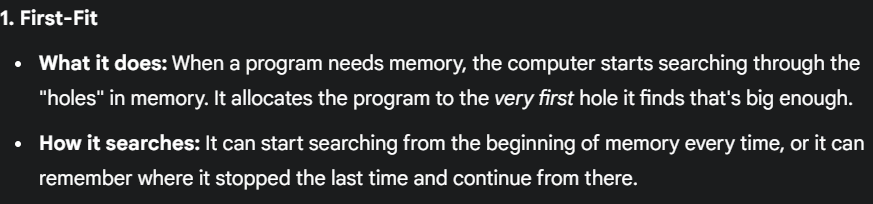 1. First-Fit
• What it does: When a program needs memory, the computer starts searching through the
"holes" in memory. It allocates the program to the very first hole it finds that's big enough.
• How it searches: It can start searching from the beginning of memory every time, or it can
remember where it stopped the last time and continue from there.